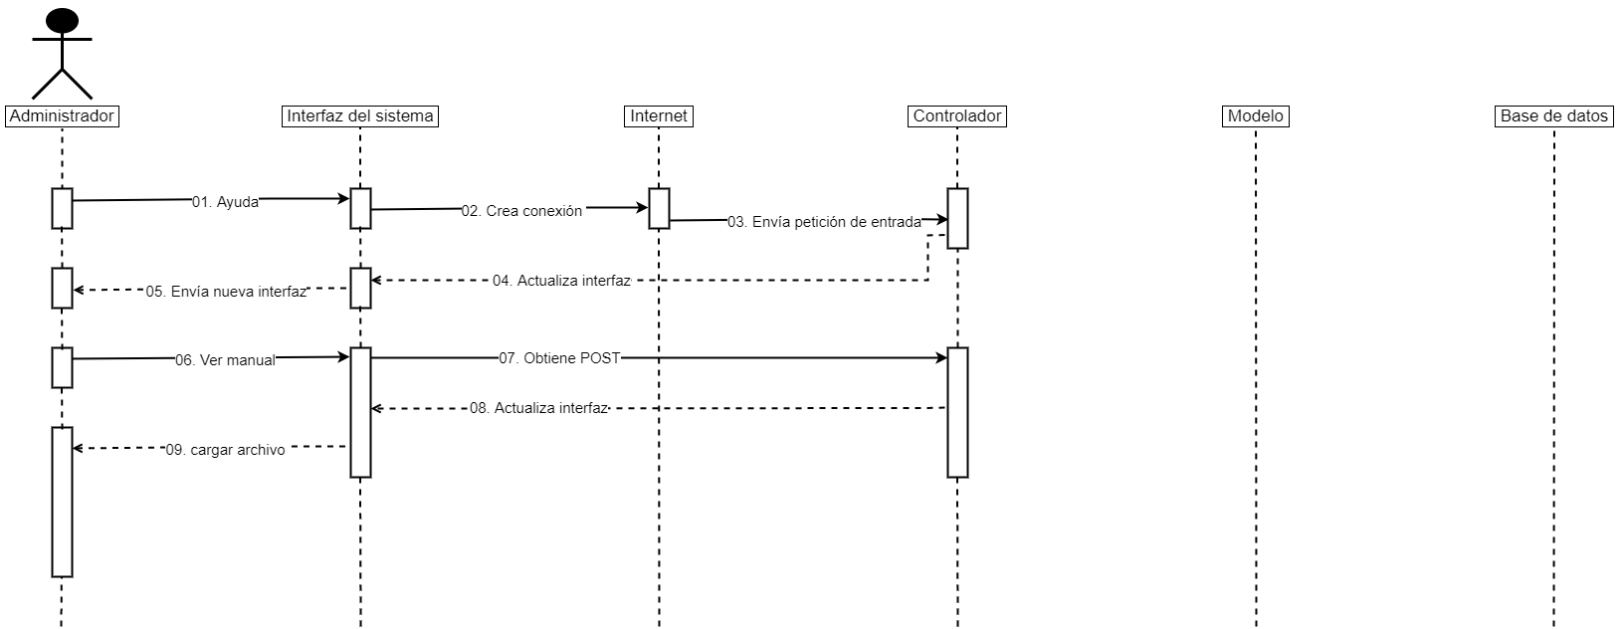 Administrador
Interfaz del sistema
Internet
Controlador
Modelo
Base de datos
01. Ayuda
02. Crea conexión
03. Envía petición de entrada
04. Actualiza interfaz
05. Envía nueva interfaz
06. Ver manual
07. Obtiene POST
08. Actualiza interfaz
09. cargar archivo